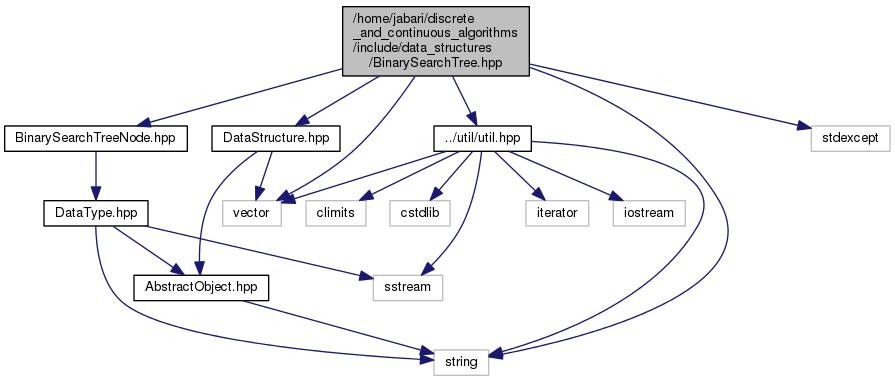 /home/jabari/discrete
_and_continuous_algorithms
/include/data_structures
/BinarySearchTree.hpp
BinarySearchTreeNode.hpp
DataStructure.hpp
../util/util.hpp
stdexcept
DataType.hpp
vector
climits
cstdlib
iterator
iostream
AbstractObject.hpp
sstream
string